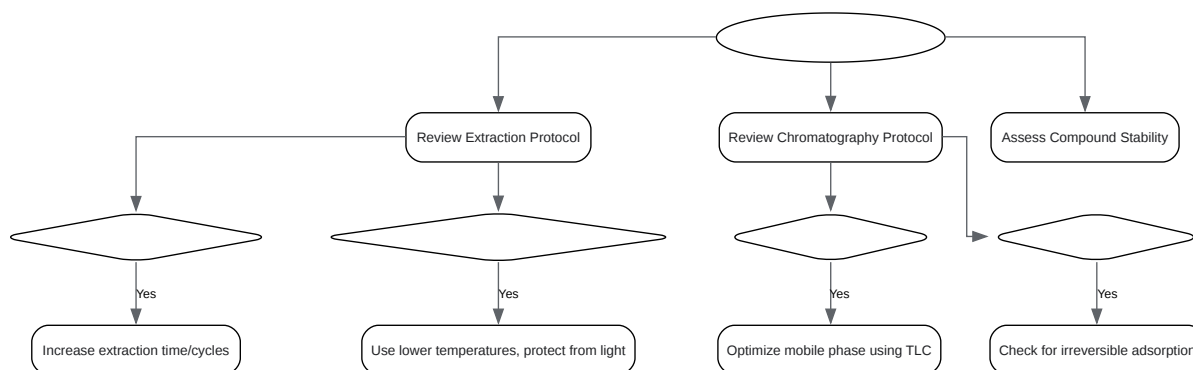 Review Extraction Protocol
Review Chromatography Protocol
Assess Compound Stability
Yes
Yes
Yes
Yes
Increase extraction time/cycles
Use lower temperatures, protect from light
Optimize mobile phase using TLC
Check for irreversible adsorption